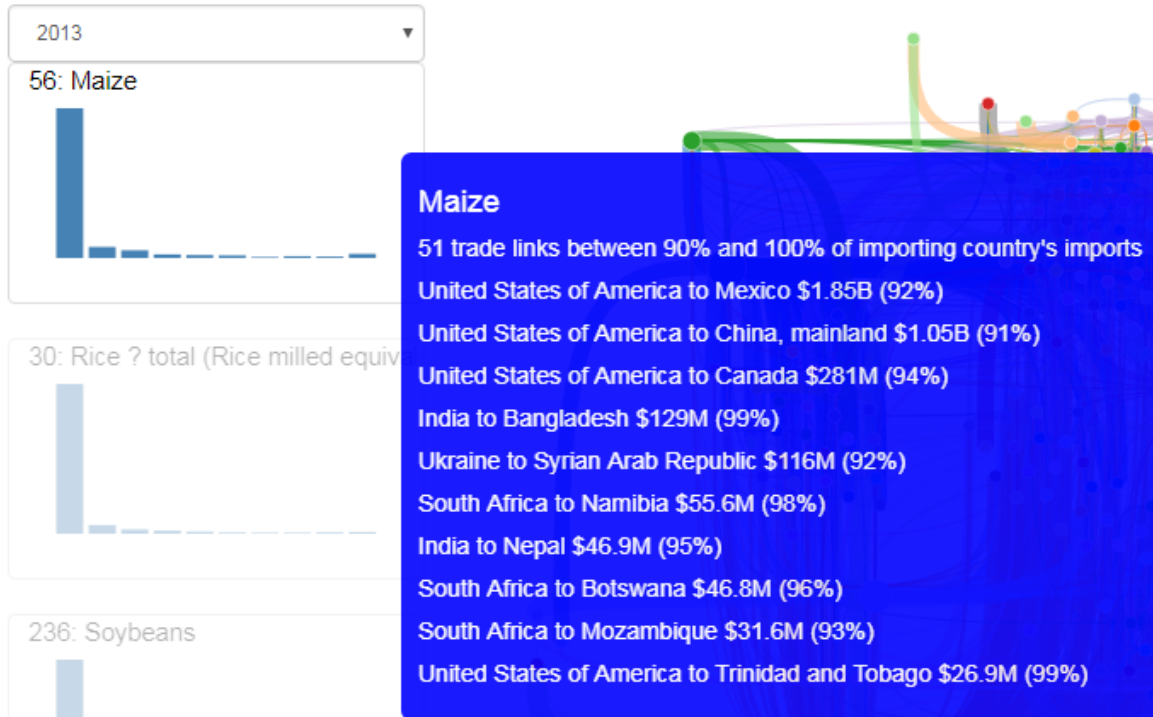 2013
56: Maize
Maize
51 trade links between 90% and 100% of importing country's imports
United States of America to Mexico $1.85B (92%)
United States of America to China, mainland $1.05B (91%)
United States of America to Canada $281M (94%)
India to Bangladesh $129M (99%)
Ukraine to Syrian Arab Republic $116M (92%)
South Africa to Namibia $55.6M (98%)
India to Nepal $46.9M (95%)
South Africa to Botswana $46.8M (96%)
South Africa to Mozambique $31.6M (93%)
United States of America to Trinidad and Tobago $26.9M (99%)
30: Rice ? total (Rice milled
236: Soybeans